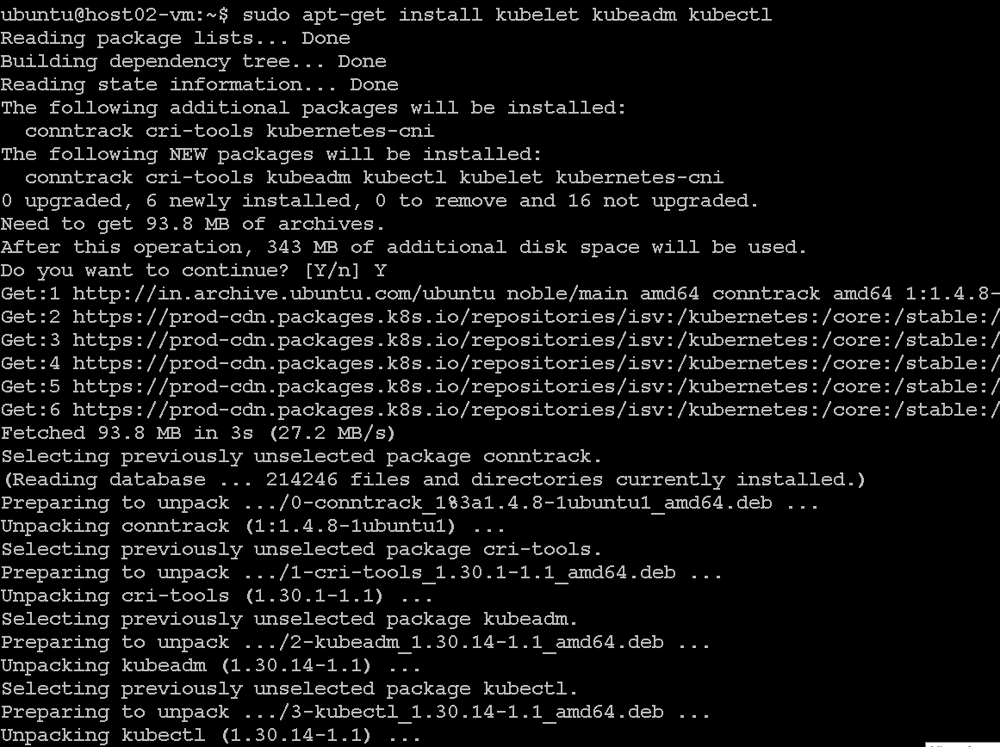 ubuntu@host02-vm:~$ sudo apt-get install kubelet kubeadm kubectl
Reading package lists... Done
Building dependency tree... Done
Reading state information... Done
The following additional packages will be installed:
  conntrack cri-tools kubernetes-cni
The following NEW packages will be installed:
  conntrack cri-tools kubeadm kubectl kubelet kubernetes-cni
0 upgraded, 6 newly installed, 0 to remove and 16 not upgraded.
Need to get 93.8 MB of archives.
After this operation, 343 MB of additional disk space will be used.
Do you want to continue? [Y/n] Y
Get:1 http://in.archive.ubuntu.com/ubuntu noble/main amd64 conntrack amd64 1:1.4.8-
Get:2 https://prod-cdn.packages.k8s.io/repositories/isv:/kubernetes:/core:/stable:/
Get:3 https://prod-cdn.packages.k8s.io/repositories/isv:/kubernetes:/core:/stable:/
Get:4 https://prod-cdn.packages.k8s.io/repositories/isv:/kubernetes:/core:/stable:/
Get:5 https://prod-cdn.packages.k8s.io/repositories/isv:/kubernetes:/core:/stable:/
Get:6 https://prod-cdn.packages.k8s.io/repositories/isv:/kubernetes:/core:/stable:/
Fetched 93.8 MB in 3s (27.2 MB/s)
Selecting previously unselected package conntrack.
(Reading database ... 214246 files and directories currently installed.)
Preparing to unpack .../0-conntrack_1%3a1.4.8-1ubuntu1_amd64.deb ...
Unpacking conntrack (1:1.4.8-1ubuntu1) ...
Selecting previously unselected package cri-tools.
Preparing to unpack .../1-cri-tools_1.30.1-1.1_amd64.deb ...
Unpacking cri-tools (1.30.1-1.1) ...
Selecting previously unselected package kubeadm.
Preparing to unpack .../2-kubeadm_1.30.14-1.1_amd64.deb ...
Unpacking kubeadm (1.30.14-1.1) ...
Selecting previously unselected package kubectl.
Preparing to unpack .../3-kubectl_1.30.14-1.1_amd64.deb ...
Unpacking kubectl (1.30.14-1.1) ...